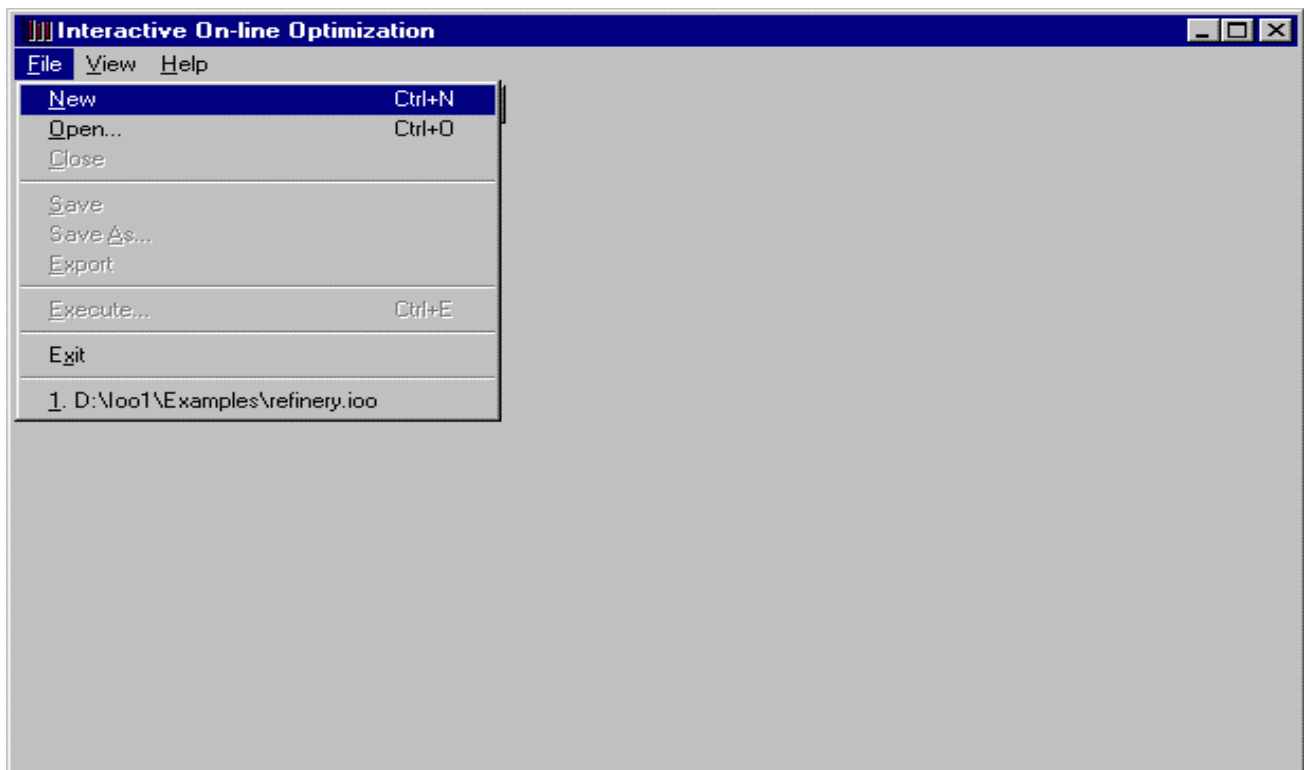 Interactive On-line Optimization
File View Help
New Ctrl+N
Open... Ctrl+O
Close
Save
Save As...
Export
Execute... Ctrl+E
Exit
1. D:\Ioo1\Examples\refinery.ioo